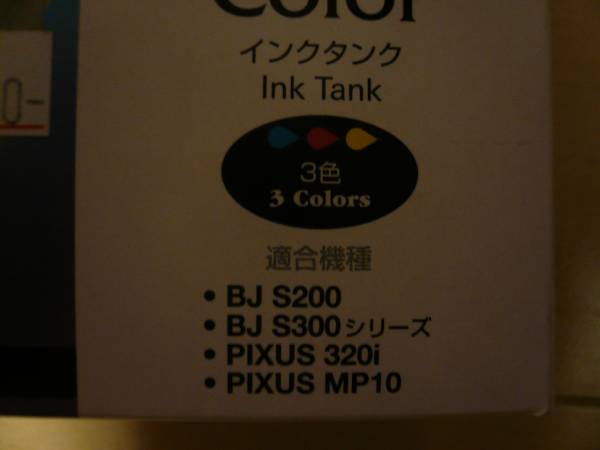 Color
インクタンク
Ink Tank
3色
3 Colors
適合機種
• BJ S200
• BJ S300シリーズ
• PIXUS 320i
• PIXUS MP10